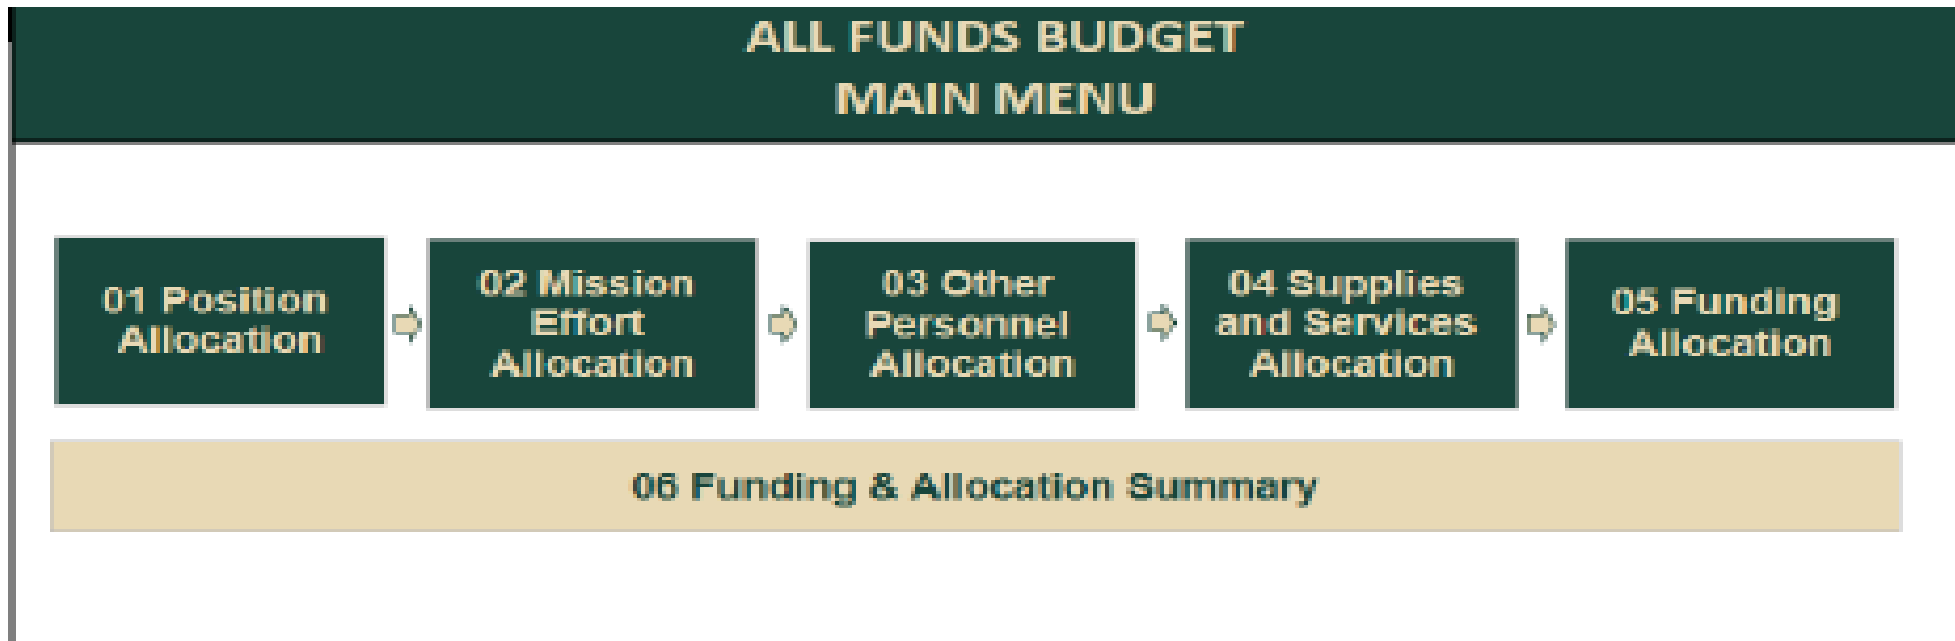 ALL FUNDS BUDGET
MAIN MENU
01 Position
Allocation
02 Mission
Effort
Allocation
03 Other
Personnel
Allocation
04 Supplies
and Services
Allocation
05 Funding
Allocation
06 Funding & Allocation Summary